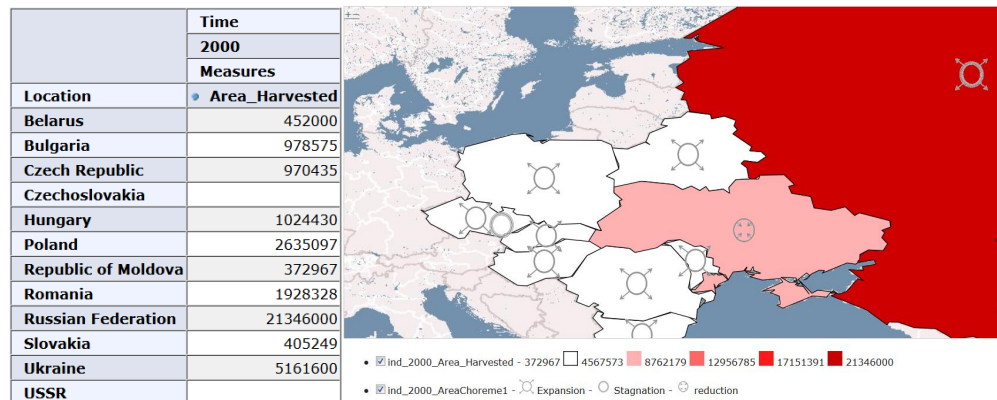 Time
2000
Measures
Location Area_Harvested
Belarus 452000
Bulgaria 978575
Czech Republic 970435
Czechoslovakia
Hungary 1024430
Poland 2635097
Republic of Moldova 372967
Romania 1928328
Russian Federation 21346000
Slovakia 405249
Ukraine 5161600
USSR
ind_2000_Area_Harvested - 372967 4567573 8762179 12956785 17151391 21346000
ind_2000_AreaChoreme1 - Expansion - Stagnation - reduction